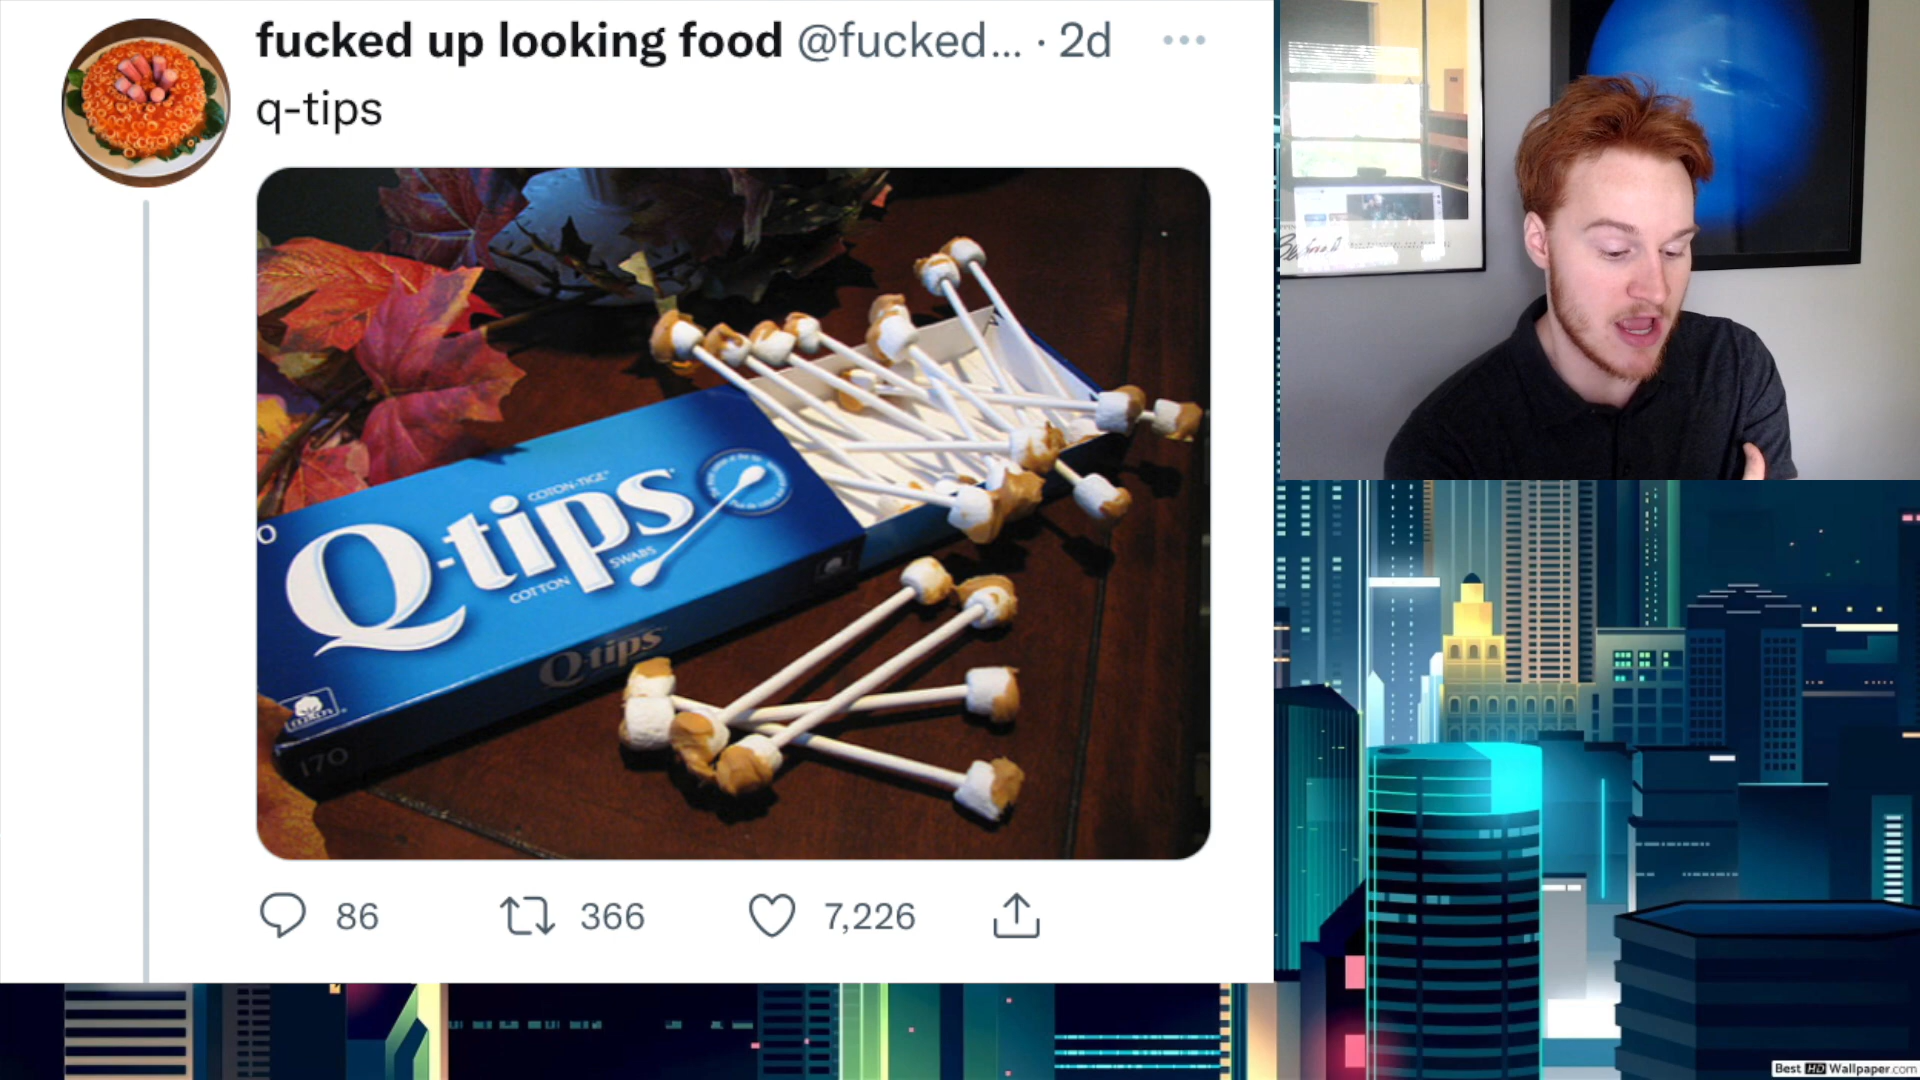 fucked up looking food @fucked... · 2d
q-tips
COTON-TIGE
Q-tips
COTTON SWABS
Q-tips
170
86 366 7,226
Best HD Wallpaper.com